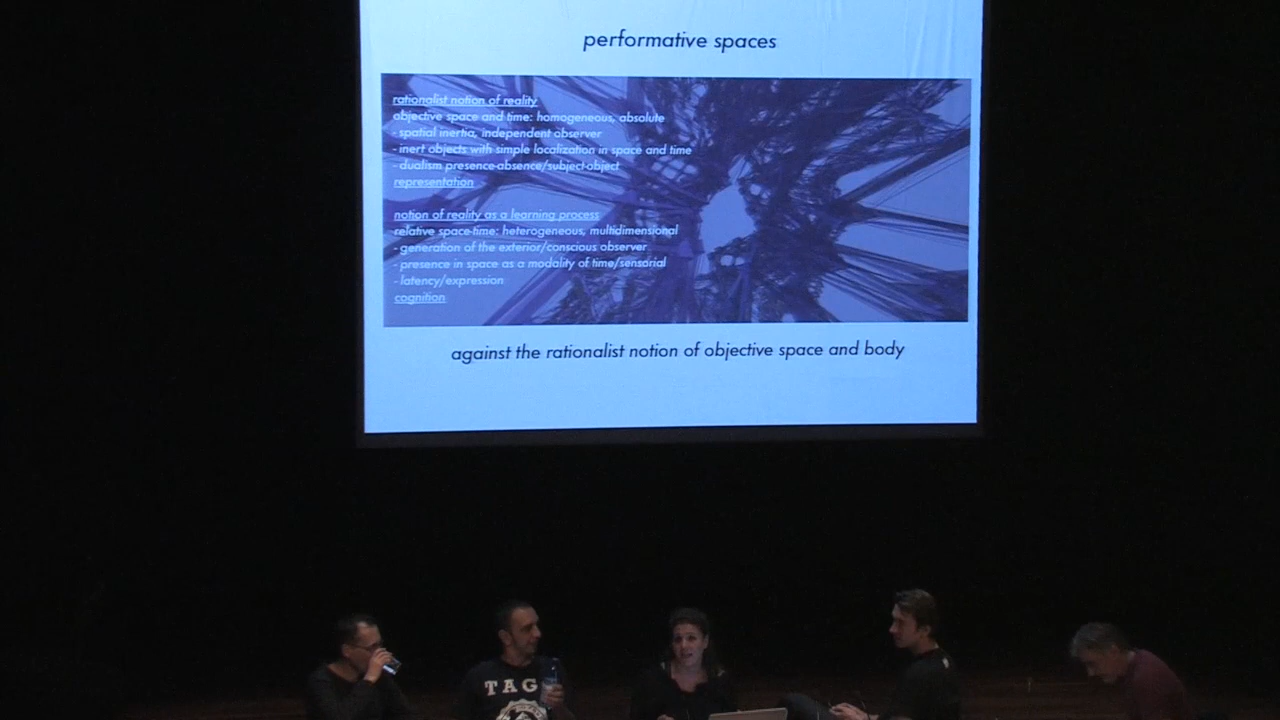 performative spaces
rationalist notion of reality
objective space and time: homogeneous, absolute
- spatial inertia, independent observer
- inert objects with simple localization in space and time
- dualism presence-absence/subject-object
representation
notion of reality as a learning process
relative space-time: heterogeneous, multidimensional
- generation of the exterior/conscious observer
- presence in space as a modality of time/sensorial
- latency/expression
cognition
against the rationalist notion of objective space and body
TAG